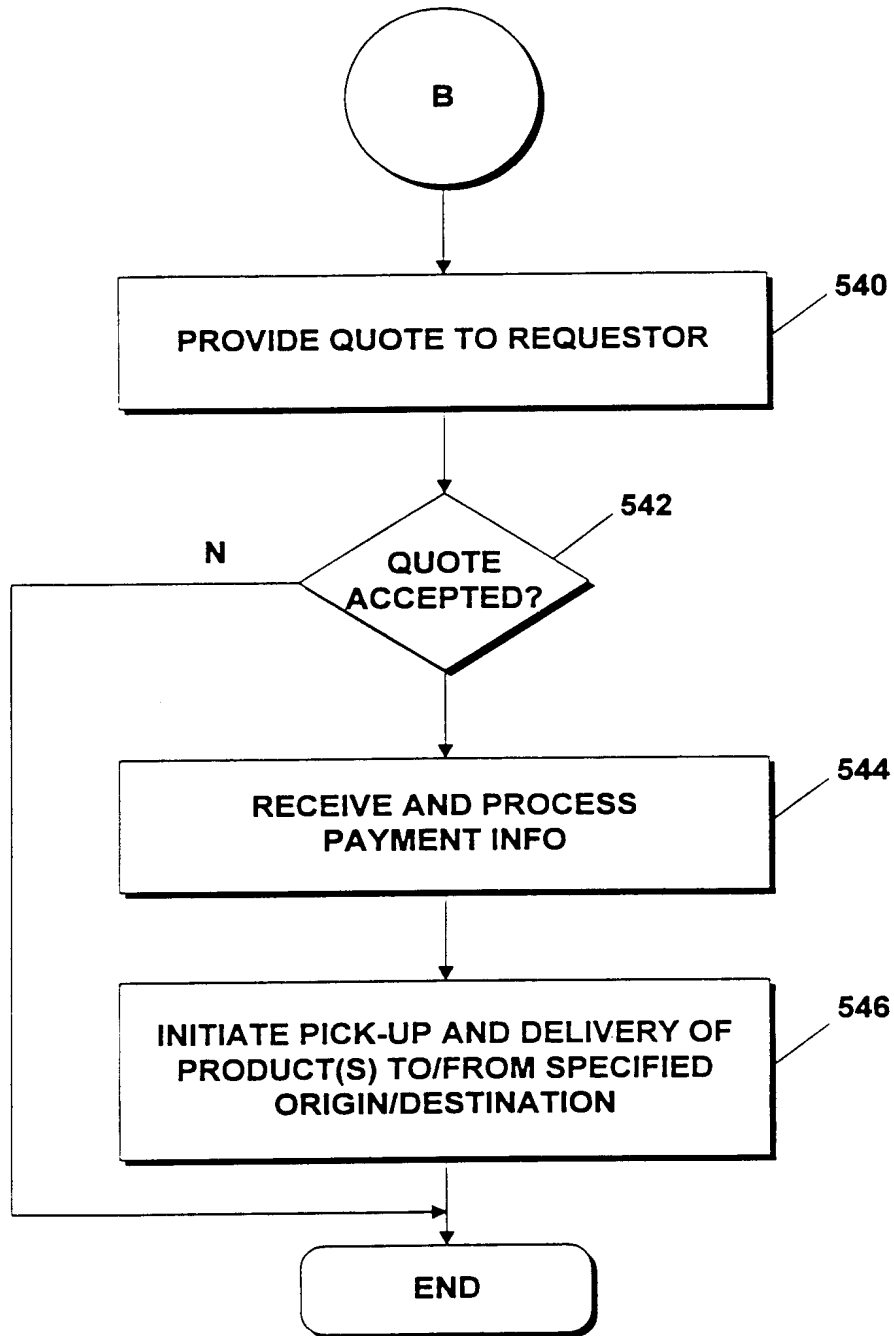 B
540
PROVIDE QUOTE TO REQUESTOR
542
N
QUOTE
ACCEPTED?
544
RECEIVE AND PROCESS
PAYMENT INFO
546
INITIATE PICK-UP AND DELIVERY OF
PRODUCT(S) TO/FROM SPECIFIED
ORIGIN/DESTINATION
END